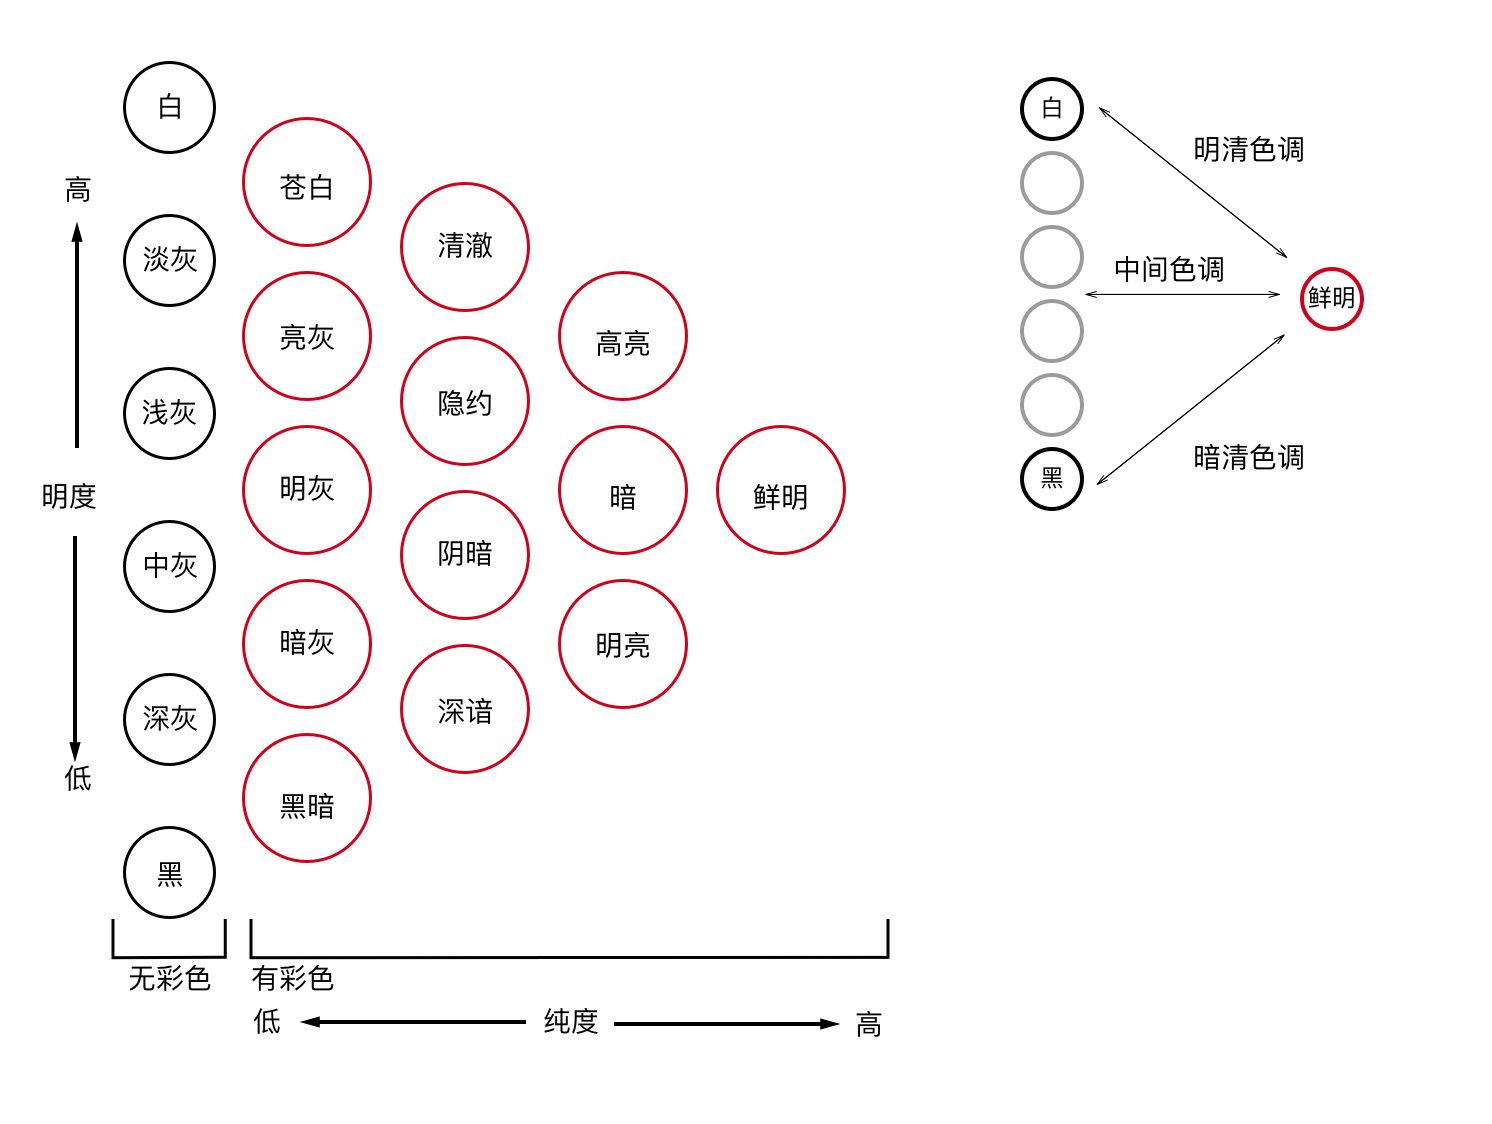 白
淡灰
浅灰
中灰
深灰
黑
高
明度
低
苍白
亮灰
明灰
暗灰
黑暗
清澈
隐约
阴暗
深谙
高亮
暗
明亮
鲜明
无彩色
有彩色
低
纯度
高
白
黑
明清色调
中间色调
暗清色调
鲜明